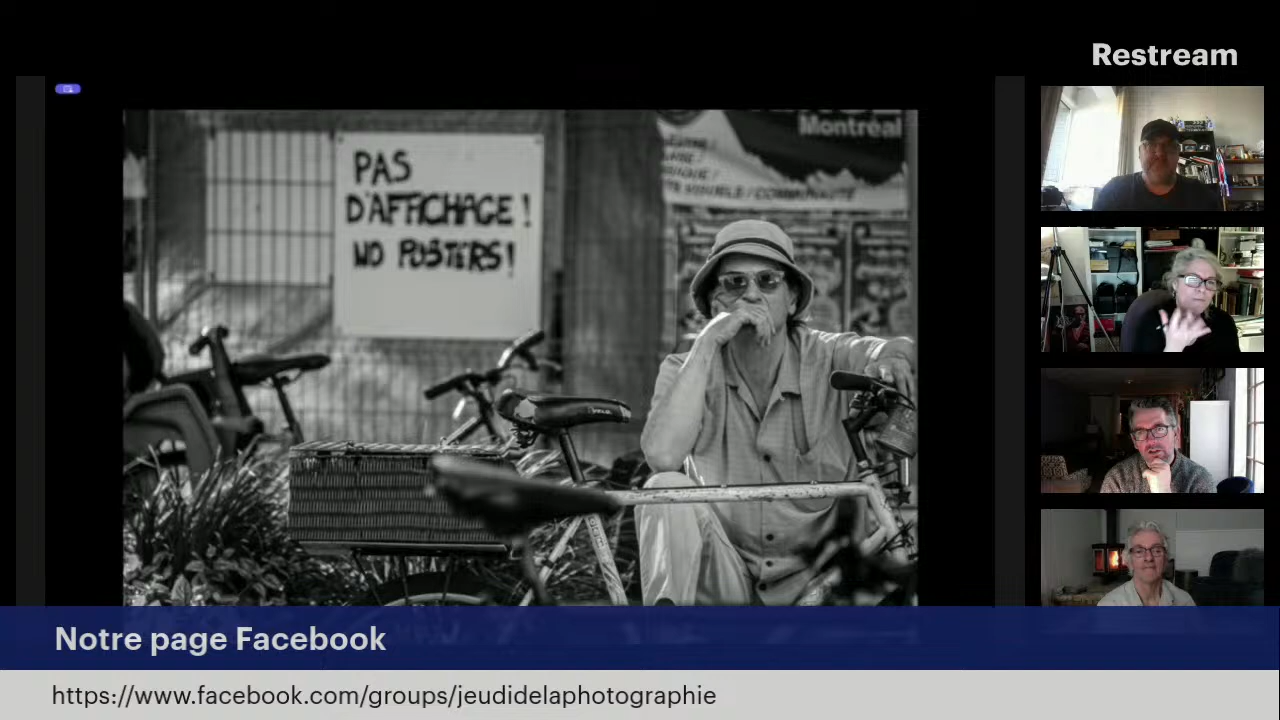 Restream
Montréal
PAS
D'AFFICHAGE!
NO POSTERS!
Notre page Facebook
https://www.facebook.com/groups/jeudidelaphotographie